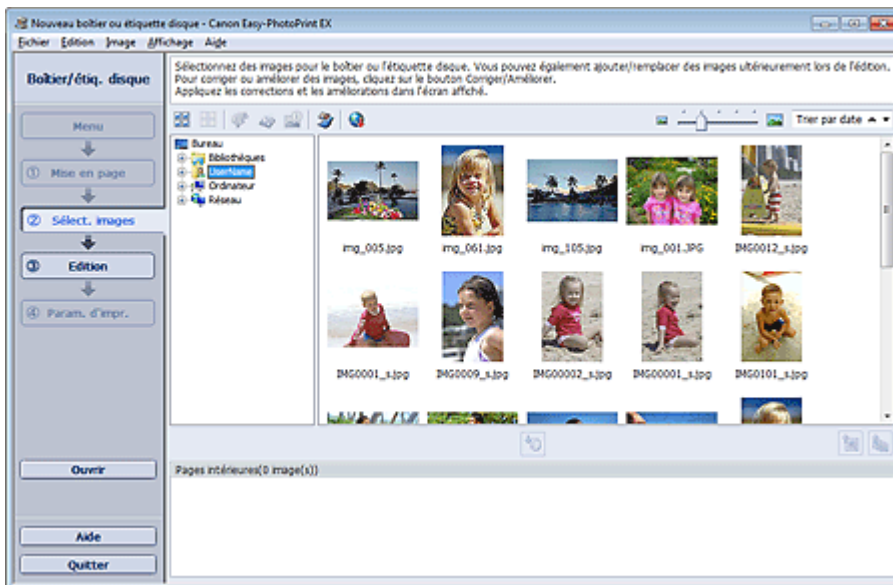 Nouveau boîtier ou étiquette disque - Canon Easy-PhotoPrint EX
Fichier Edition Image Affichage Aide
Boîtier/étiq. disque
Sélectionnez des images pour le boîtier ou l'étiquette disque. Vous pouvez également ajouter/remplacer des images ultérieurement lors de l'édition.
Pour corriger ou améliorer des images, cliquez sur le bouton Corriger/Améliorer.
Appliquez les corrections et les améliorations dans l'écran affiché.
Menu
① Mise en page
② Sélect. images
③ Edition
④ Param. d'impr.
Ouvrir
Aide
Quitter
Trier par date
Bureau
Bibliothèques
UserName
Ordinateur
Réseau
img_005.jpg img_061.jpg img_105.jpg img_001.JPG IMG0012_s.jpg
IMG0001_s.jpg IMG0009_s.jpg IMG00002_s.jpg IMG00001_s.jpg IMG0101_s.jpg
Pages intérieures(0 image(s))